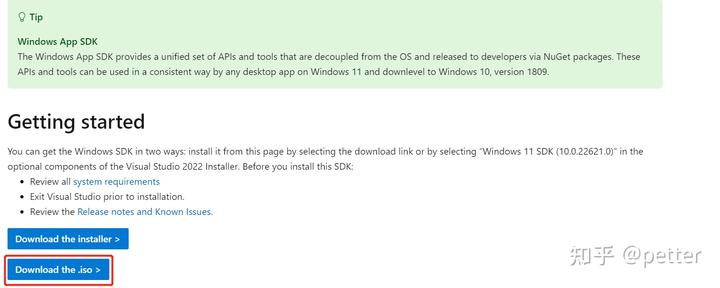 Tip
Windows App SDK
The Windows App SDK provides a unified set of APIs and tools that are decoupled from the OS and released to developers via NuGet packages. These
APIs and tools can be used in a consistent way by any desktop app on Windows 11 and downlevel to Windows 10, version 1809.
Getting started
You can get the Windows SDK in two ways: install it from this page by selecting the download link or by selecting “Windows 11 SDK (10.0.22621.0)” in the
optional components of the Visual Studio 2022 Installer. Before you install this SDK:
• Review all system requirements
• Exit Visual Studio prior to installation.
• Review the Release notes and Known Issues.
Download the installer >
Download the .iso >
知乎 @petter